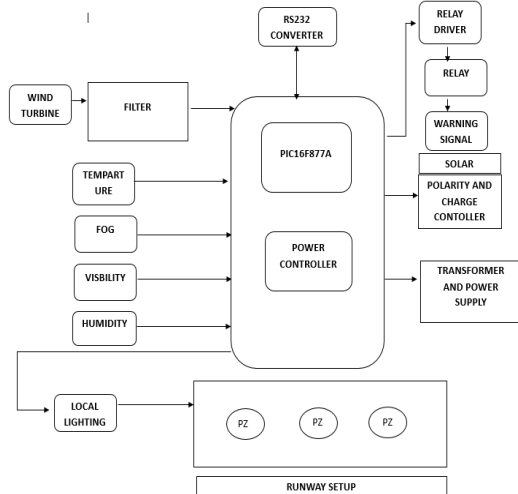 RS232
CONVERTER
RELAY
DRIVER
RELAY
WARNING
SIGNAL
WIND
TURBINE
FILTER
PIC16F877A
SOLAR
POLARITY AND
CHARGE
CONTOLLER
TEMPART
URE
FOG
POWER
CONTROLLER
VISBILITY
TRANSFORMER
AND POWER
SUPPLY
HUMIDITY
LOCAL
LIGHTING
PZ
PZ
PZ
RUNWAY SETUP